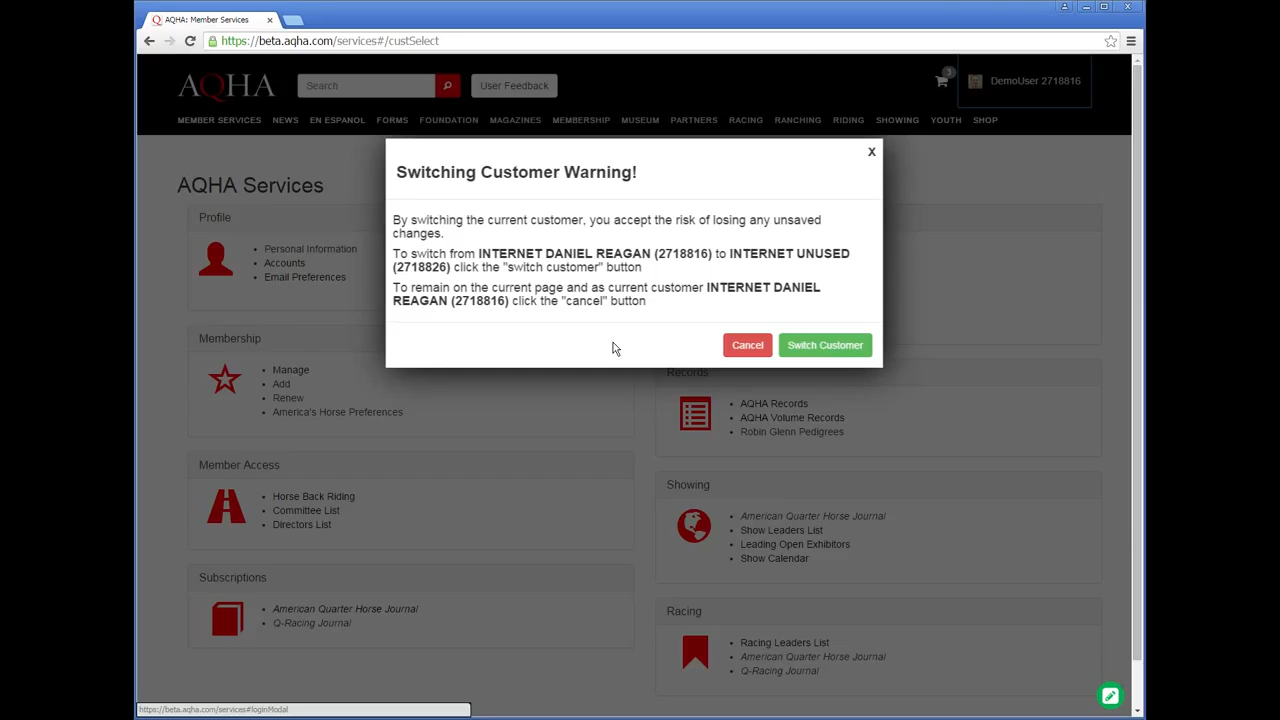 AQHA: Member Services
https://beta.aqha.com/services#/custSelect
AQHA
Search
User Feedback
3
DemoUser 2718816
MEMBER SERVICES NEWS EN ESPANOL FORMS FOUNDATION MAGAZINES MEMBERSHIP MUSEUM PARTNERS RACING RANCHING RIDING SHOWING YOUTH SHOP
X
Switching Customer Warning!
By switching the current customer, you accept the risk of losing any unsaved
changes.
To switch from INTERNET DANIEL REAGAN (2718816) to INTERNET UNUSED
(2718826) click the "switch customer" button
To remain on the current page and as current customer INTERNET DANIEL
REAGAN (2718816) click the "cancel" button
Cancel
Switch Customer
AQHA Services
Profile
Personal Information
Accounts
Email Preferences
Membership
Manage
Add
Renew
America's Horse Preferences
Member Access
Horse Back Riding
Committee List
Directors List
Subscriptions
American Quarter Horse Journal
Q-Racing Journal
Records
AQHA Records
AQHA Volume Records
Robin Glenn Pedigrees
Showing
American Quarter Horse Journal
Show Leaders List
Leading Open Exhibitors
Show Calendar
Racing
Racing Leaders List
American Quarter Horse Journal
Q-Racing Journal
https://beta.aqha.com/services#loginModal